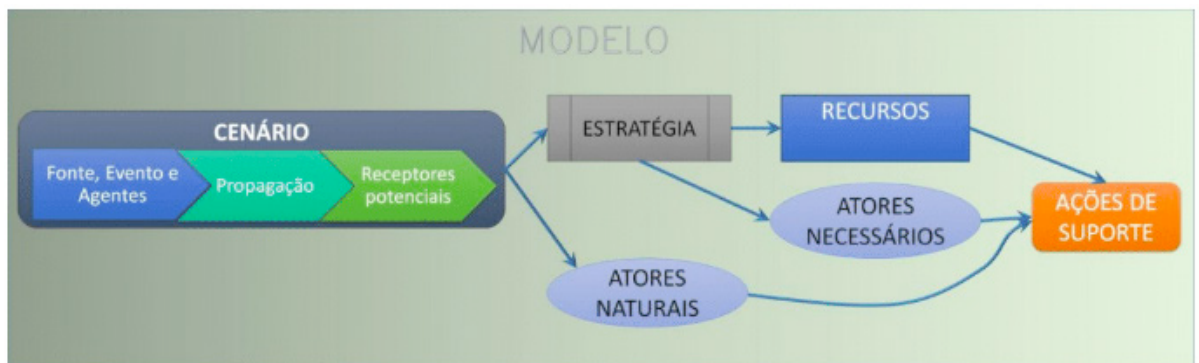 MODELO
CENÁRIO
Fonte, Evento e
Agentes
Propagação
Receptores
potenciais
ESTRATÉGIA
RECURSOS
ATORES
NECESSÁRIOS
ATORES
NATURAIS
AÇÕES DE
SUPORTE